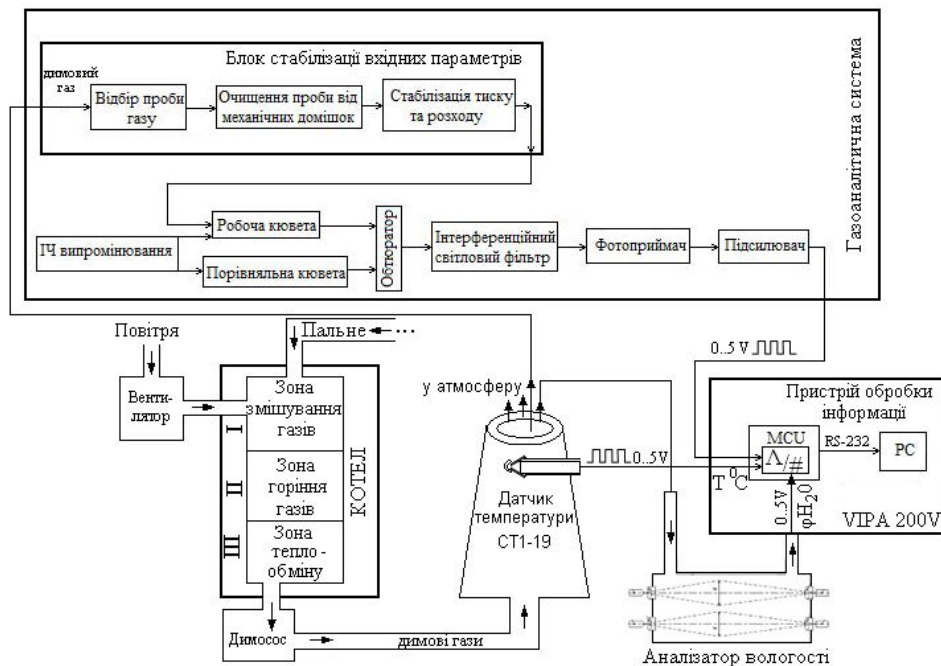 Блок стабілізації вхідних параметрів
димовий
газ
Відбір проби
газу
Очищення проби від
механічних домішок
Стабілізація тиску
та розходу
Газоаналітична система
ІЧ випромінювання
Робоча кювета
Порівняльна кювета
Обтюратор
Інтерференційний
світловий фільтр
Фотоприймач
Підсилювач
Повітря
Пальне
...
Венти-
лятор
I
Зона
змішування
газів
II
Зона
горіння
газів
III
Зона
тепло-
обміну
КОТЕЛ
Димосос
димові гази
у атмосферу
Датчик
температури
СТ1-19
0..5V
0..5 V
T⁰C
Пристрій обробки
інформації
MCU
Λ/#
RS-232
PC
0..5V
φH₂0
VIPA 200V
Аналізатор вологості